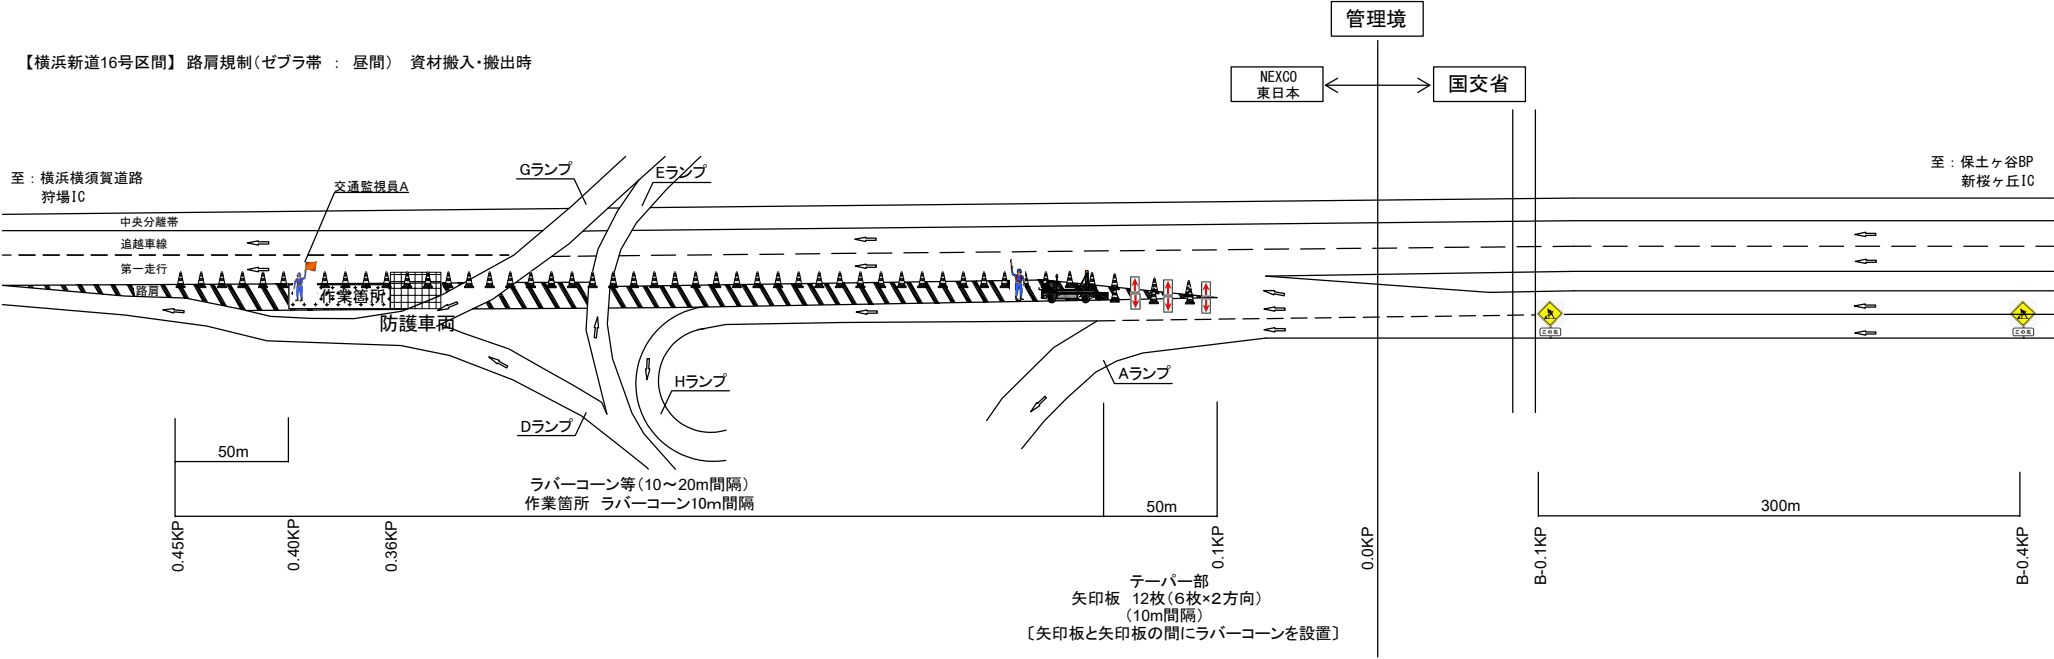 管理境
【横浜新道16号区間】 路肩規制(ゼブラ帯 : 昼間) 資材搬入・搬出時
NEXCO
東日本
国交省
至:横浜横須賀道路
狩場IC
交通監視員A
Gランプ
Eランプ
至:保土ヶ谷BP
新桜ヶ丘IC
中央分離帯
追越車線
第一走行
路肩
作業箇所
防護車両
この先
この先
Hランプ
Aランプ
Dランプ
50m
ラバーコーン等(10~20m間隔)
作業箇所 ラバーコーン10m間隔
50m
300m
0.45KP
0.40KP
0.36KP
0.1KP
0.0KP
B-0.1KP
B-0.4KP
テーパー部
矢印板 12枚(6枚×2方向)
(10m間隔)
〔矢印板と矢印板の間にラバーコーンを設置〕